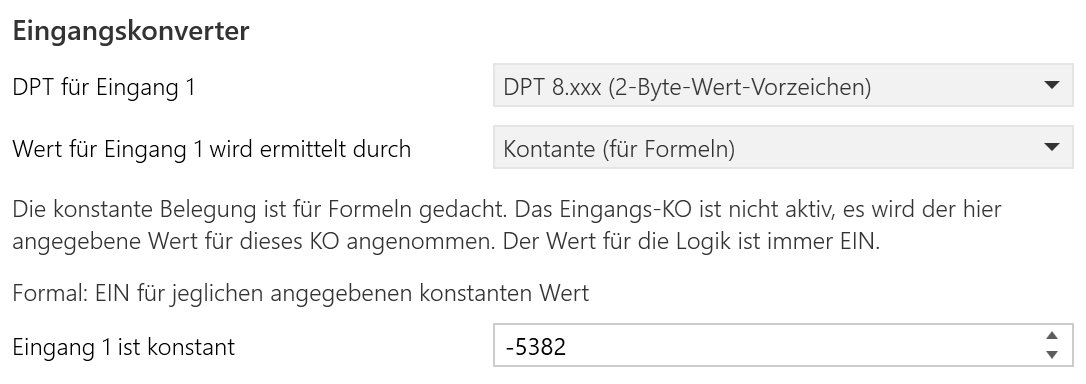 Eingangskonverter
DPT für Eingang 1
DPT 8.xxx (2-Byte-Wert-Vorzeichen)
Wert für Eingang 1 wird ermittelt durch
Kontante (für Formeln)
Die konstante Belegung ist für Formeln gedacht. Das Eingangs-KO ist nicht aktiv, es wird der hier
angegebene Wert für dieses KO angenommen. Der Wert für die Logik ist immer EIN.
Formal: EIN für jeglichen angegebenen konstanten Wert
Eingang 1 ist konstant
-5382